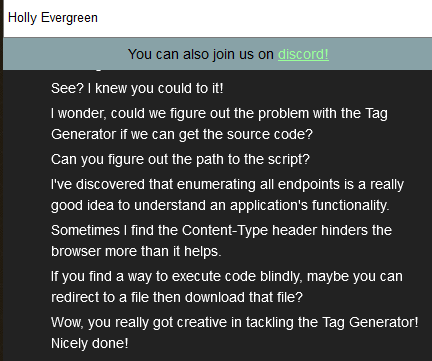 Holly Evergreen
You can also join us on discord!
See? I knew you could to it!
I wonder, could we figure out the problem with the Tag
Generator if we can get the source code?
Can you figure out the path to the script?
I've discovered that enumerating all endpoints is a really
good idea to understand an application's functionality.
Sometimes I find the Content-Type header hinders the
browser more than it helps.
If you find a way to execute code blindly, maybe you can
redirect to a file then download that file?
Wow, you really got creative in tackling the Tag Generator!
Nicely done!